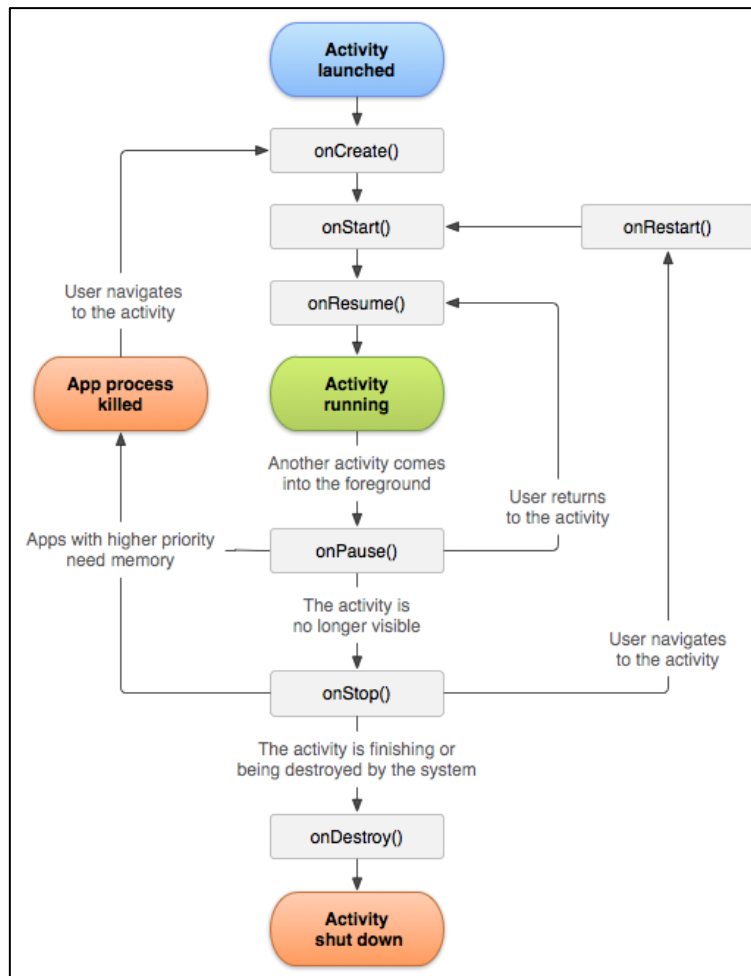 Activity
launched
onCreate()
onStart()
onRestart()
User navigates
to the activity
onResume()
App process
killed
Activity
running
Another activity comes
into the foreground
User returns
to the activity
Apps with higher priority
need memory
onPause()
The activity is
no longer visible
User navigates
to the activity
onStop()
The activity is finishing or
being destroyed by the system
onDestroy()
Activity
shut down